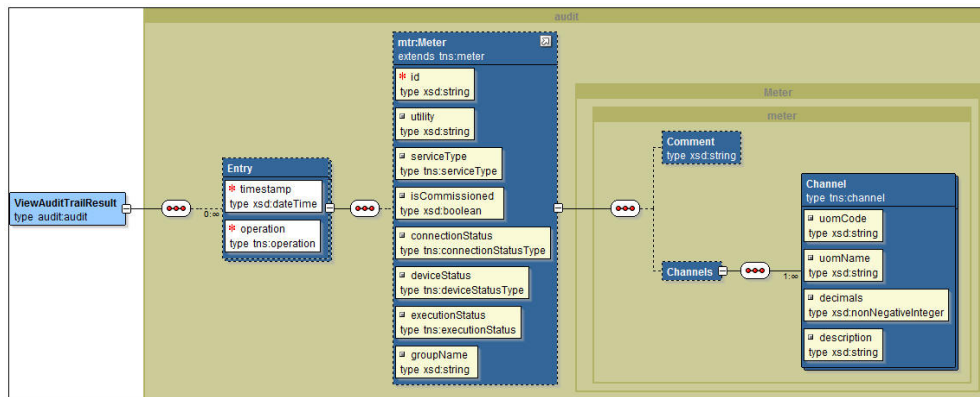 audit
ViewAuditTrailResult
type audit:audit
0:∞
Entry
* timestamp
type xsd:dateTime
* operation
type tns:operation
mtr:Meter
extends tns:meter
* id
type xsd:string
utility
type xsd:string
serviceType
type tns:serviceType
isCommissioned
type xsd:boolean
connectionStatus
type tns:connectionStatusType
deviceStatus
type tns:deviceStatusType
executionStatus
type tns:executionStatus
groupName
type xsd:string
Meter
meter
Comment
type xsd:string
Channels
1:∞
Channel
type tns:channel
uomCode
type xsd:string
uomName
type xsd:string
decimals
type xsd:nonNegativeInteger
description
type xsd:string